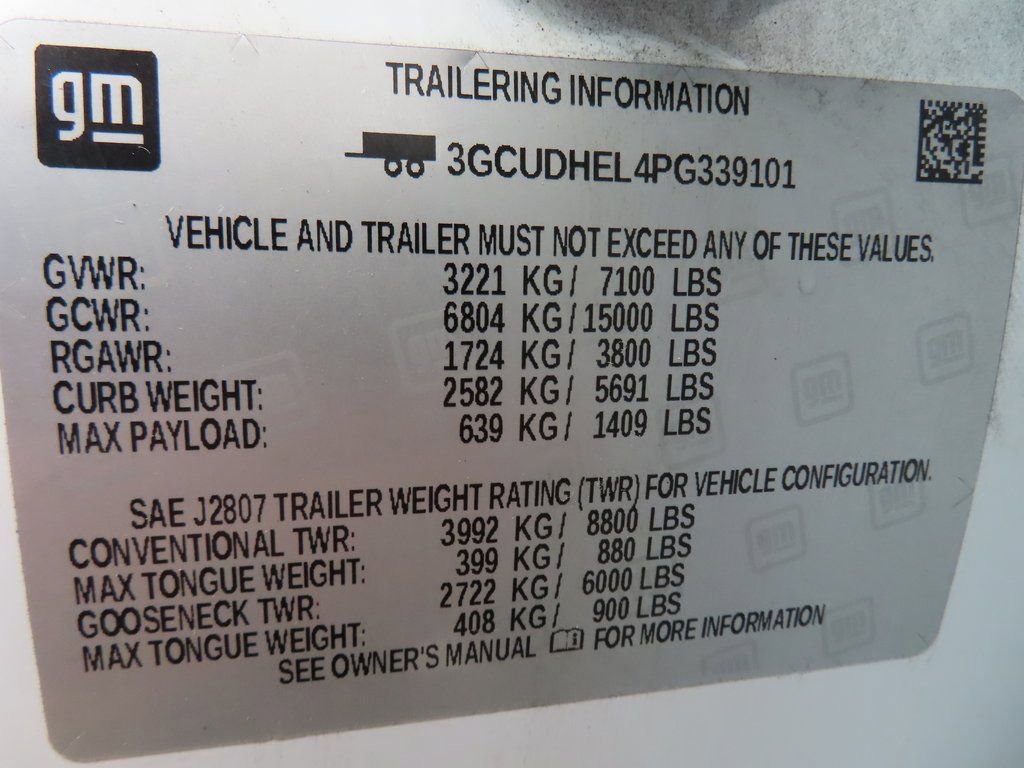 gm
TRAILERING INFORMATION
3GCUDHEL4PG339101
VEHICLE AND TRAILER MUST NOT EXCEED ANY OF THESE VALUES.
GVWR: 3221 KG/ 7100 LBS
GCWR: 6804 KG/ 15000 LBS
RGAWR: 1724 KG/ 3800 LBS
CURB WEIGHT: 2582 KG/ 5691 LBS
MAX PAYLOAD: 639 KG/ 1409 LBS
SAE J2807 TRAILER WEIGHT RATING (TWR) FOR VEHICLE CONFIGURATION.
CONVENTIONAL TWR: 3992 KG/ 8800 LBS
MAX TONGUE WEIGHT: 399 KG/ 880 LBS
GOOSENECK TWR: 2722 KG/ 6000 LBS
MAX TONGUE WEIGHT: 408 KG/ 900 LBS
SEE OWNER'S MANUAL FOR MORE INFORMATION